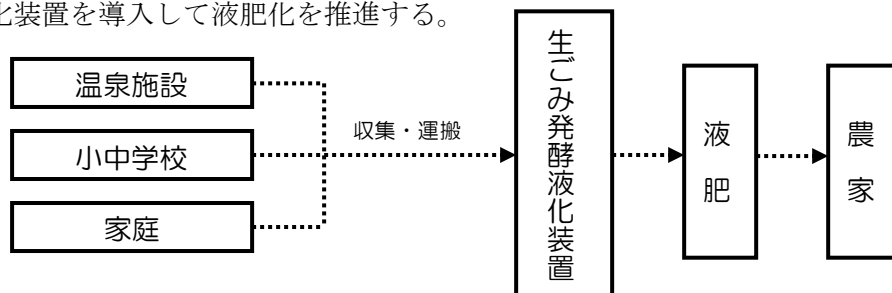 化装置を導入して液肥化を推進する。
温泉施設
小中学校
家庭
収集・運搬
生ごみ発酵液化装置
液肥
農家